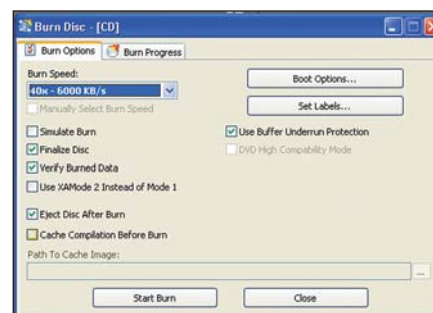 Burn Disc - [CD]
Burn Options Burn Progress
Burn Speed:
40x - 6000 KB/s
Boot Options...
Manually Select Burn Speed
Set Labels...
Simulate Burn
Use Buffer Underrun Protection
Finalize Disc
DVD High Compability Mode
Verify Burned Data
Use XAMode 2 Instead of Mode 1
Eject Disc After Burn
Cache Compilation Before Burn
Path To Cache Image:
...
Start Burn Close